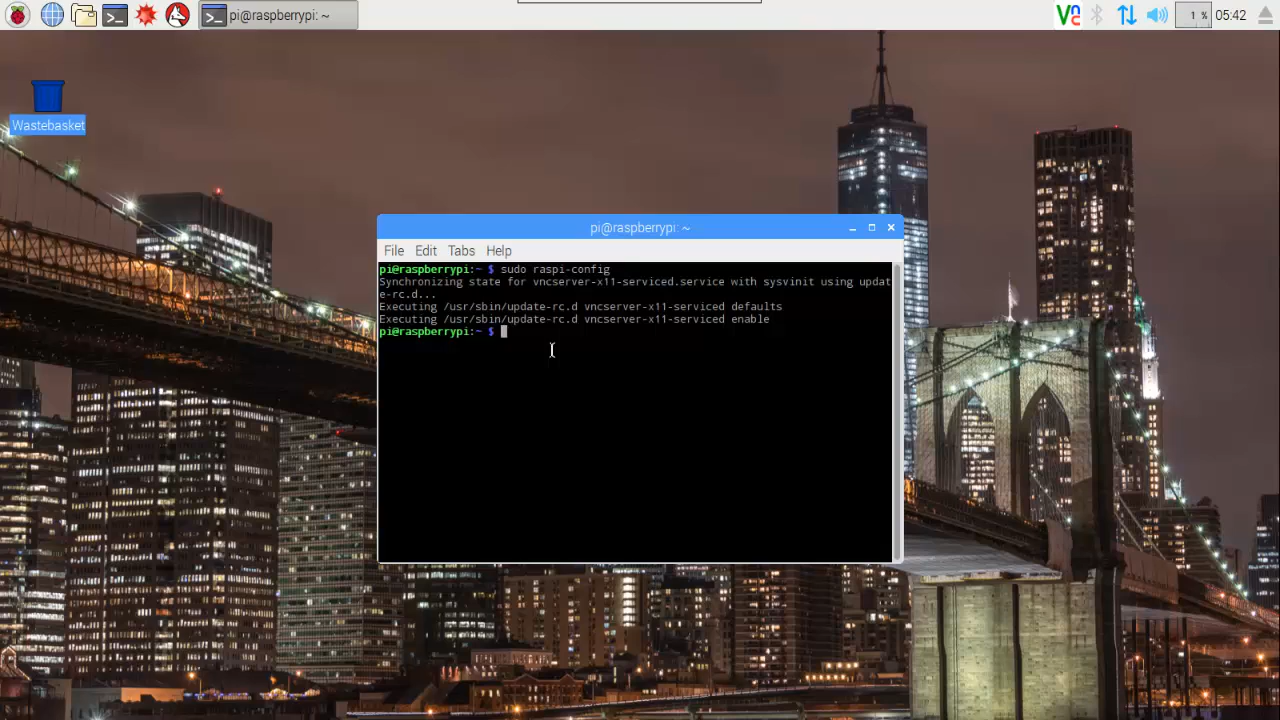 pi@raspberrypi: ~
1 %
05:42
Wastebasket
pi@raspberrypi: ~
File Edit Tabs Help
pi@raspberrypi:~ $ sudo raspi-config
Synchronizing state for vncserver-x11-serviced.service with sysvinit using updat
e-rc.d...
Executing /usr/sbin/update-rc.d vncserver-x11-serviced defaults
Executing /usr/sbin/update-rc.d vncserver-x11-serviced enable
pi@raspberrypi:~ $